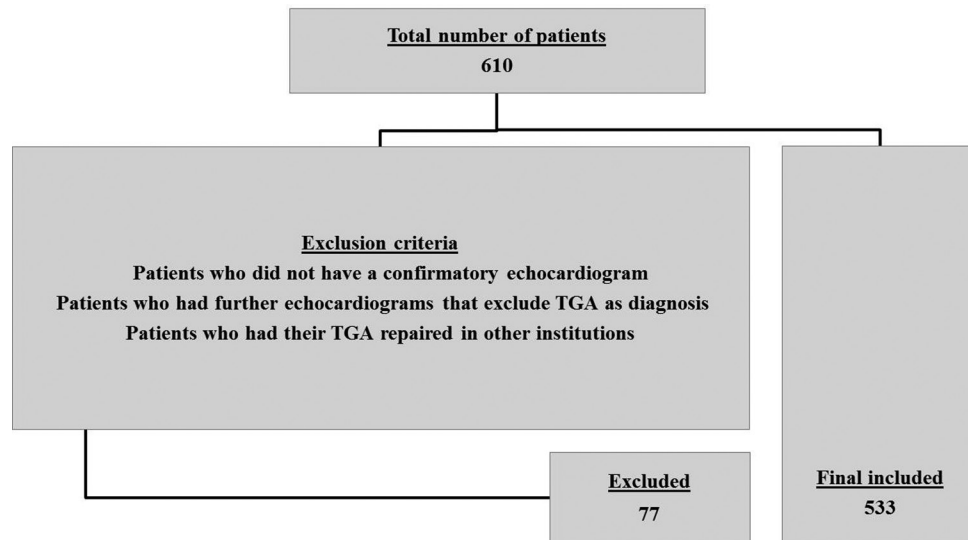 Total number of patients
610
Exclusion criteria
Patients who did not have a confirmatory echocardiogram
Patients who had further echocardiograms that exclude TGA as diagnosis
Patients who had their TGA repaired in other institutions
Excluded
77
Final included
533